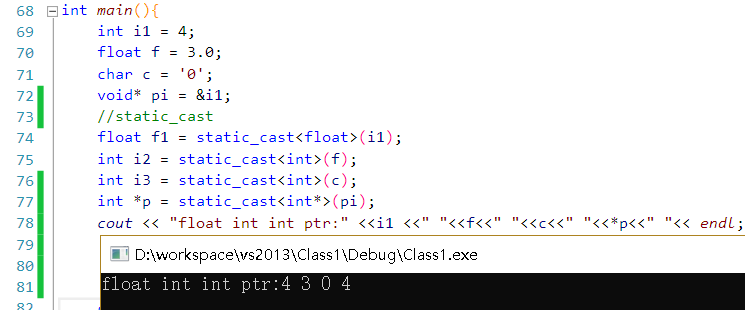 68 int main(){
69 int i1 = 4;
70 float f = 3.0;
71 char c = '0';
72 void* pi = &i1;
73 //static_cast
74 float f1 = static_cast<float>(i1);
75 int i2 = static_cast<int>(f);
76 int i3 = static_cast<int>(c);
77 int *p = static_cast<int*>(pi);
78 cout << "float int int ptr:" <<i1 <<" "<<f<<" "<<c<<" "<<*p<<" "<< endl;
79
D:\workspace\vs2013\Class1\Debug\Class1.exe
80
81 float int int ptr:4 3 0 4
82